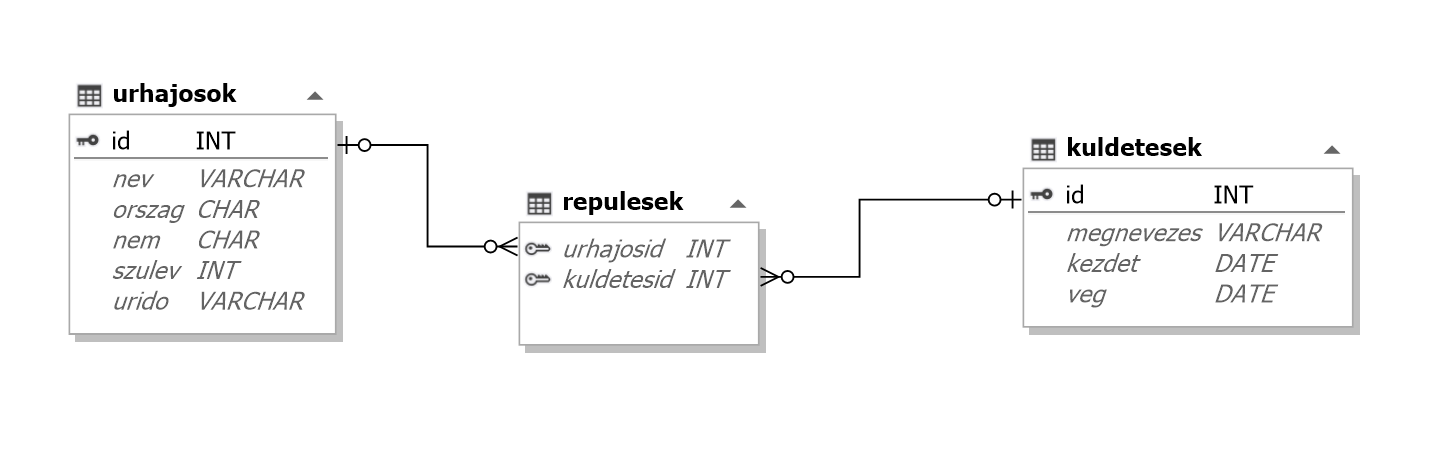 urhajosok
id INT
nev VARCHAR
orszag CHAR
nem CHAR
szulev INT
urido VARCHAR
repulesek
urhajosid INT
kuldetesid INT
kuldetesek
id INT
megnevezes VARCHAR
kezdet DATE
veg DATE